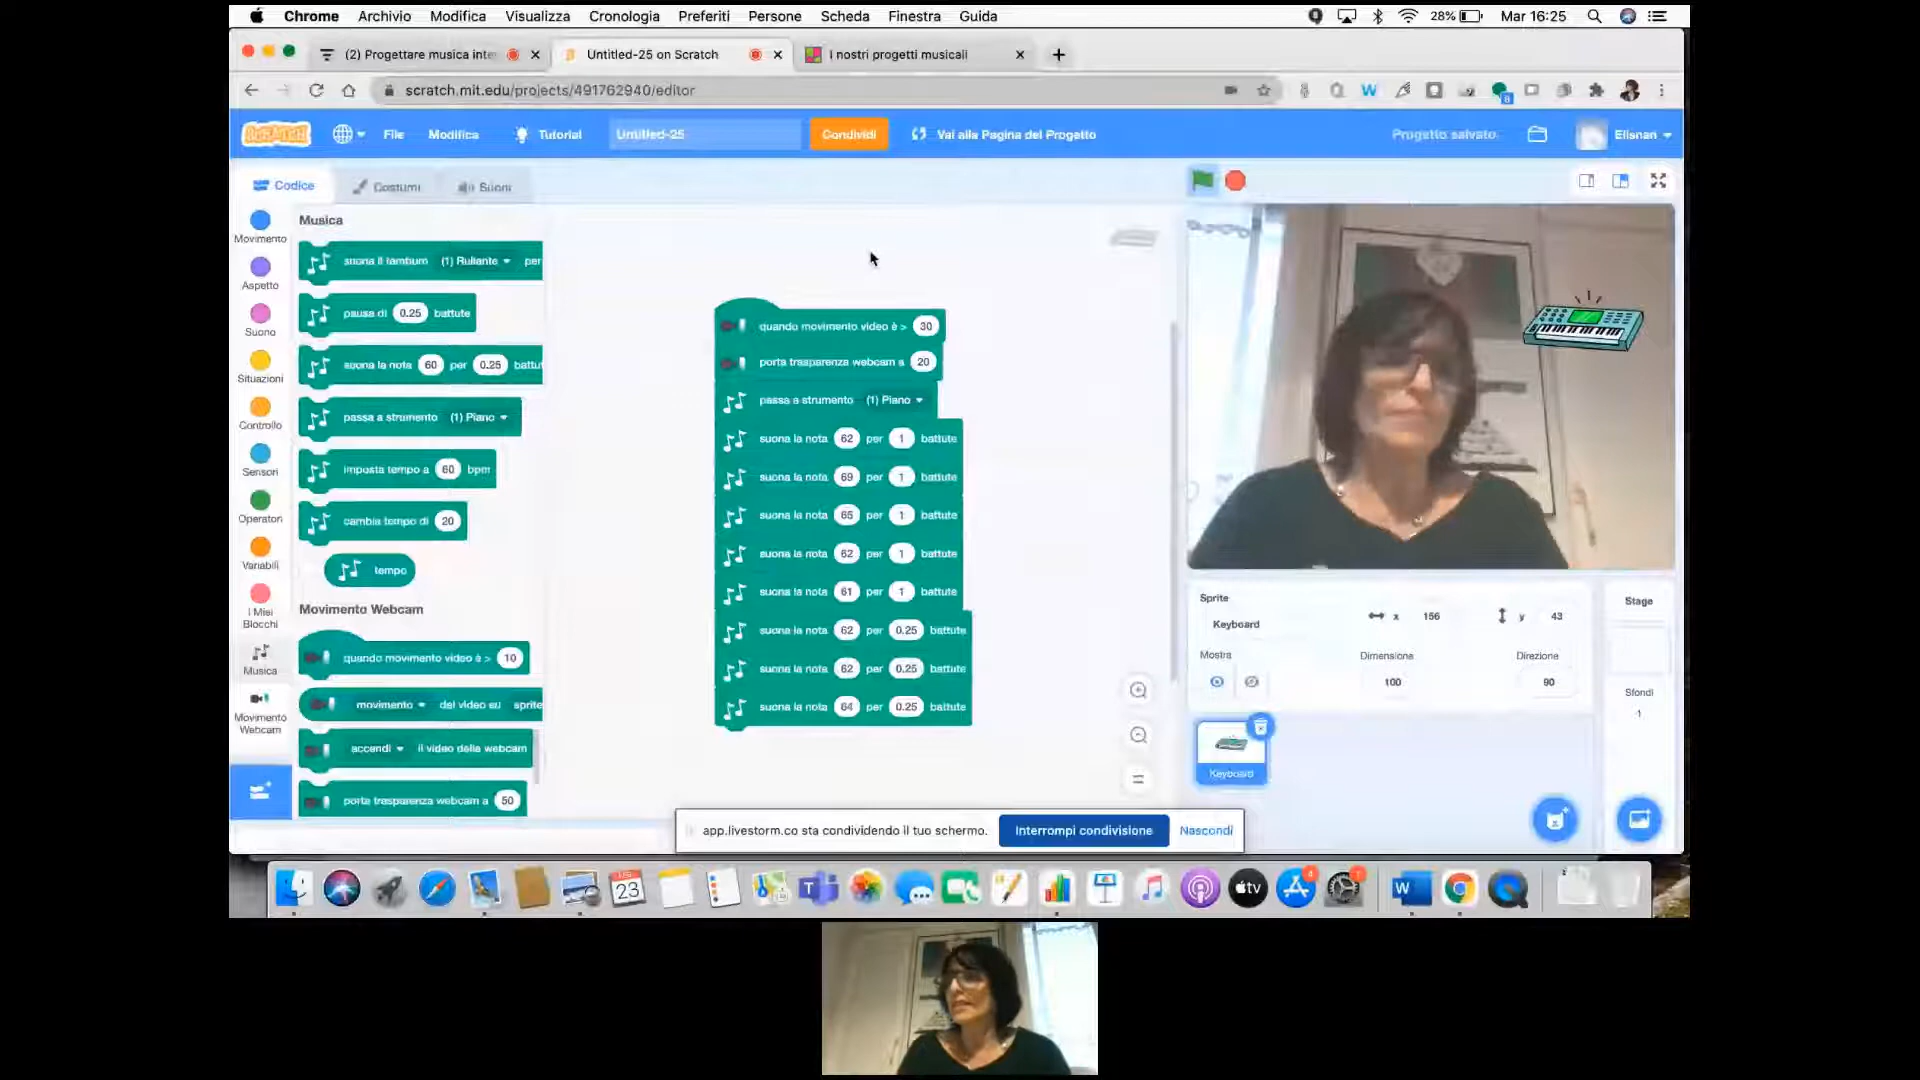 Chrome Archivio Modifica Visualizza Cronologia Preferiti Persone Scheda Finestra Guida 28% Mar 16:25
(2) Progettare musica inte Untitled-25 on Scratch I nostri progetti musicali
scratch.mit.edu/projects/491762940/editor
SCRATCH File Modifica Tutorial Untitled-25 Condividi Vai alla Pagina del Progetto Progetto salvato. Elisnan
Codice Costumi Suoni
Movimento
Aspetto
Suono
Situazioni
Controllo
Sensori
Operatori
Variabili
I Miei
Blocchi
Musica
Movimento
Webcam
Musica
suona il tamburo (1) Rullante per
pausa di 0.25 battute
suona la nota 60 per 0.25 battut
passa a strumento (1) Piano
imposta tempo a 60 bpm
cambia tempo di 20
tempo
Movimento Webcam
quando movimento video è > 10
movimento del video su sprite
accendi il video della webcam
porta trasparenza webcam a 50
quando movimento video è > 30
porta trasparenza webcam a 20
passa a strumento (1) Piano
suona la nota 62 per 1 battute
suona la nota 69 per 1 battute
suona la nota 65 per 1 battute
suona la nota 62 per 1 battute
suona la nota 61 per 1 battute
suona la nota 62 per 0.25 battute
suona la nota 62 per 0.25 battute
suona la nota 64 per 0.25 battute
Sprite
Keyboard x 156 y 43
Mostra Dimensione Direzione
100 90
Keyboard
Stage
Sfondi
1
app.livestorm.co sta condividendo il tuo schermo. Interrompi condivisione Nascondi
23
tv
W